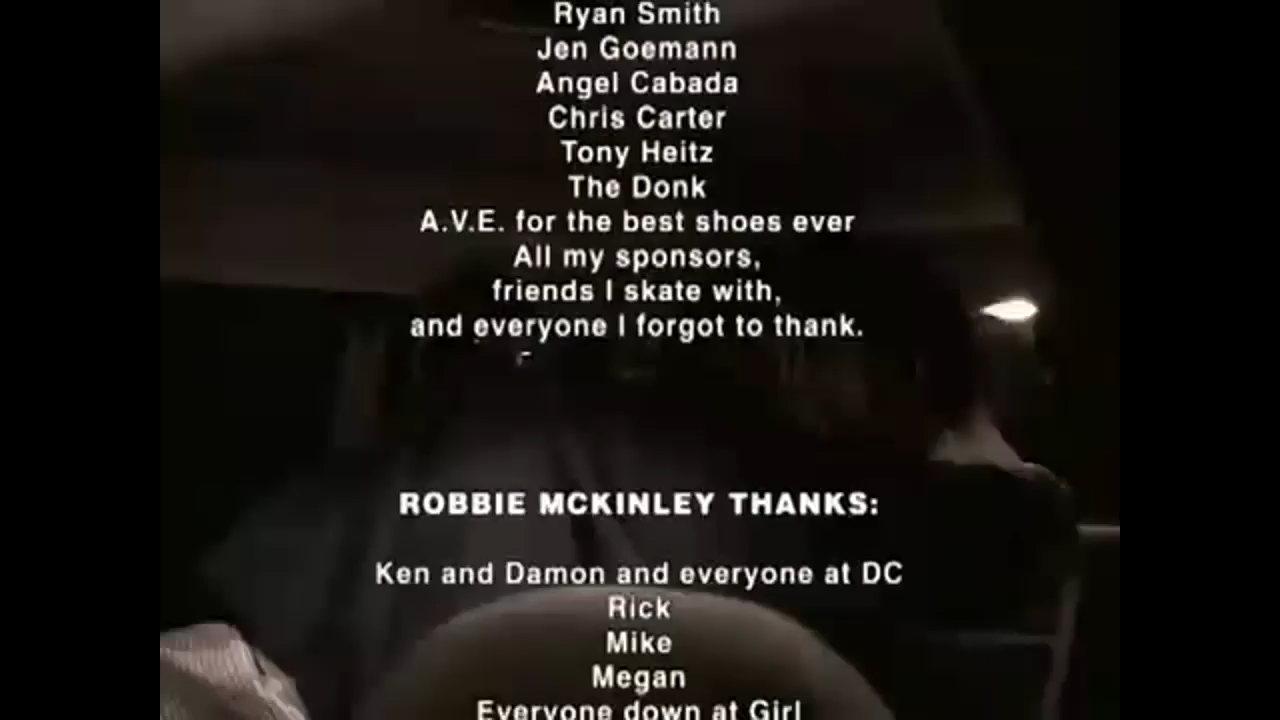 Ryan Smith
Jen Goemann
Angel Cabada
Chris Carter
Tony Heitz
The Donk
A.V.E. for the best shoes ever
All my sponsors,
friends I skate with,
and everyone I forgot to thank.
ROBBIE MCKINLEY THANKS:
Ken and Damon and everyone at DC
Rick
Mike
Megan
Everyone down at Girl